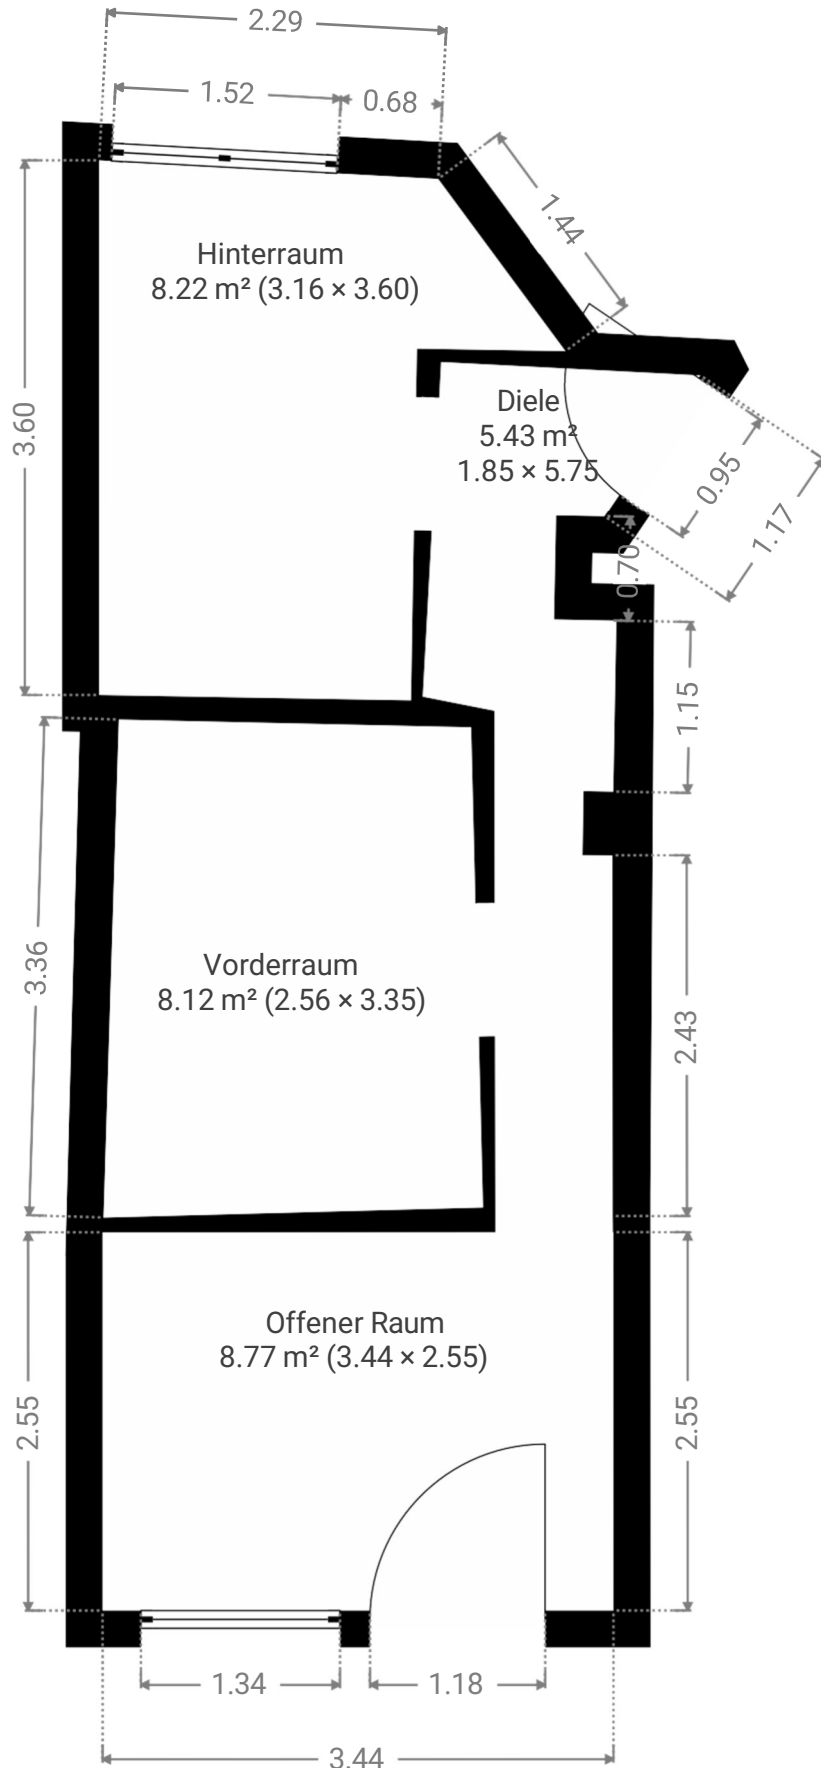 2.29
1.52
0.68
1.44
Hinterraum
8.22 m² (3.16 × 3.60)
3.60
Diele
5.43 m²
1.85 × 5.75
0.95
1.17
0.70
1.15
3.36
Vorderraum
8.12 m² (2.56 × 3.35)
2.43
Offener Raum
8.77 m² (3.44 × 2.55)
2.55
2.55
1.34
1.18
3.44